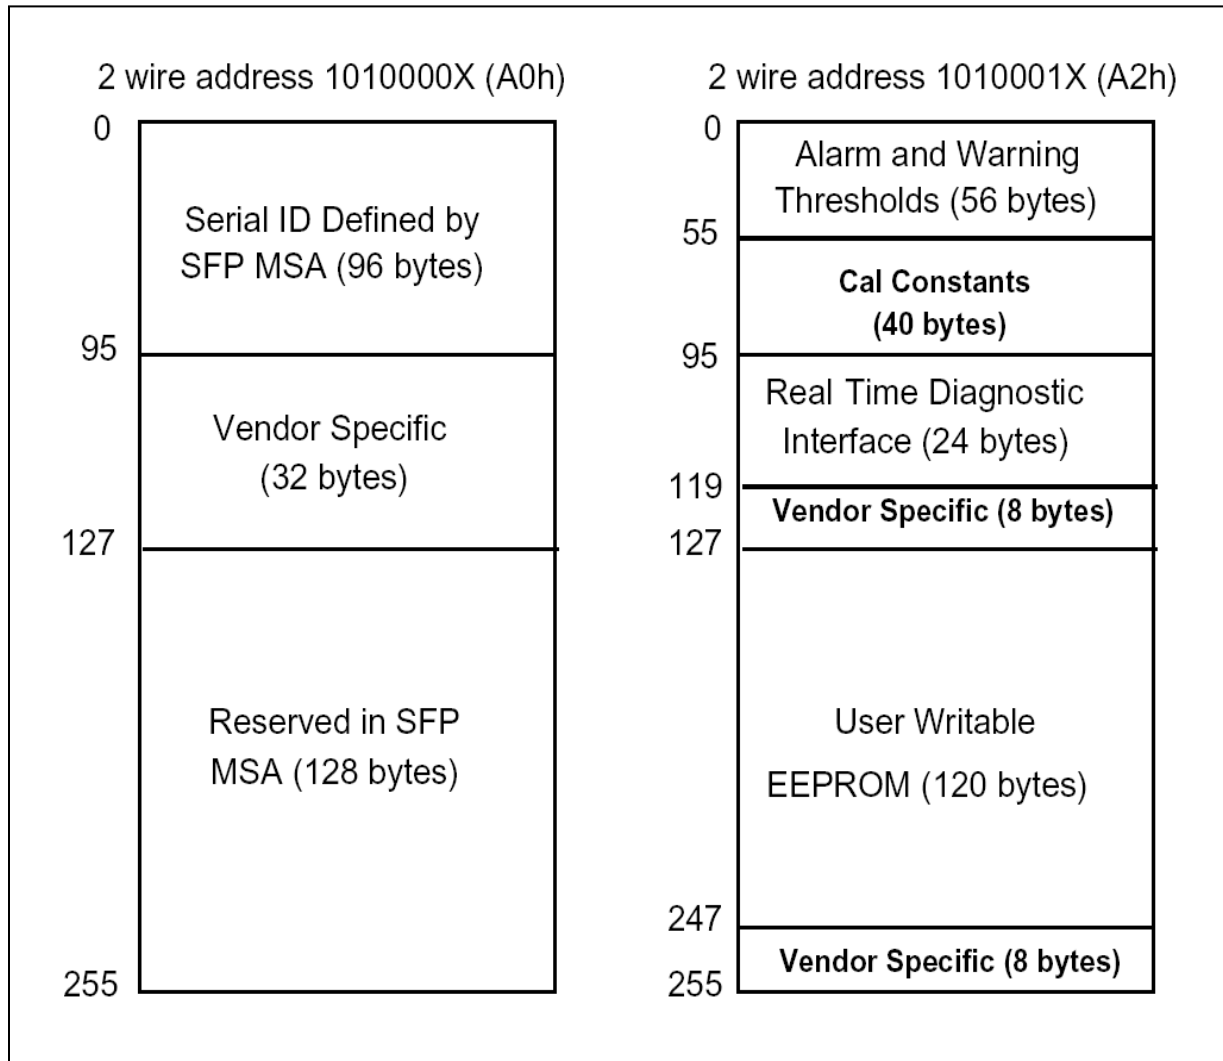 2 wire address 1010000X (A0h)
0
Serial ID Defined by
SFP MSA (96 bytes)
95
Vendor Specific
(32 bytes)
127
Reserved in SFP
MSA (128 bytes)
255
2 wire address 1010001X (A2h)
0
Alarm and Warning
Thresholds (56 bytes)
55
Cal Constants
(40 bytes)
95
Real Time Diagnostic
Interface (24 bytes)
119
Vendor Specific (8 bytes)
127
User Writable
EEPROM (120 bytes)
247
Vendor Specific (8 bytes)
255